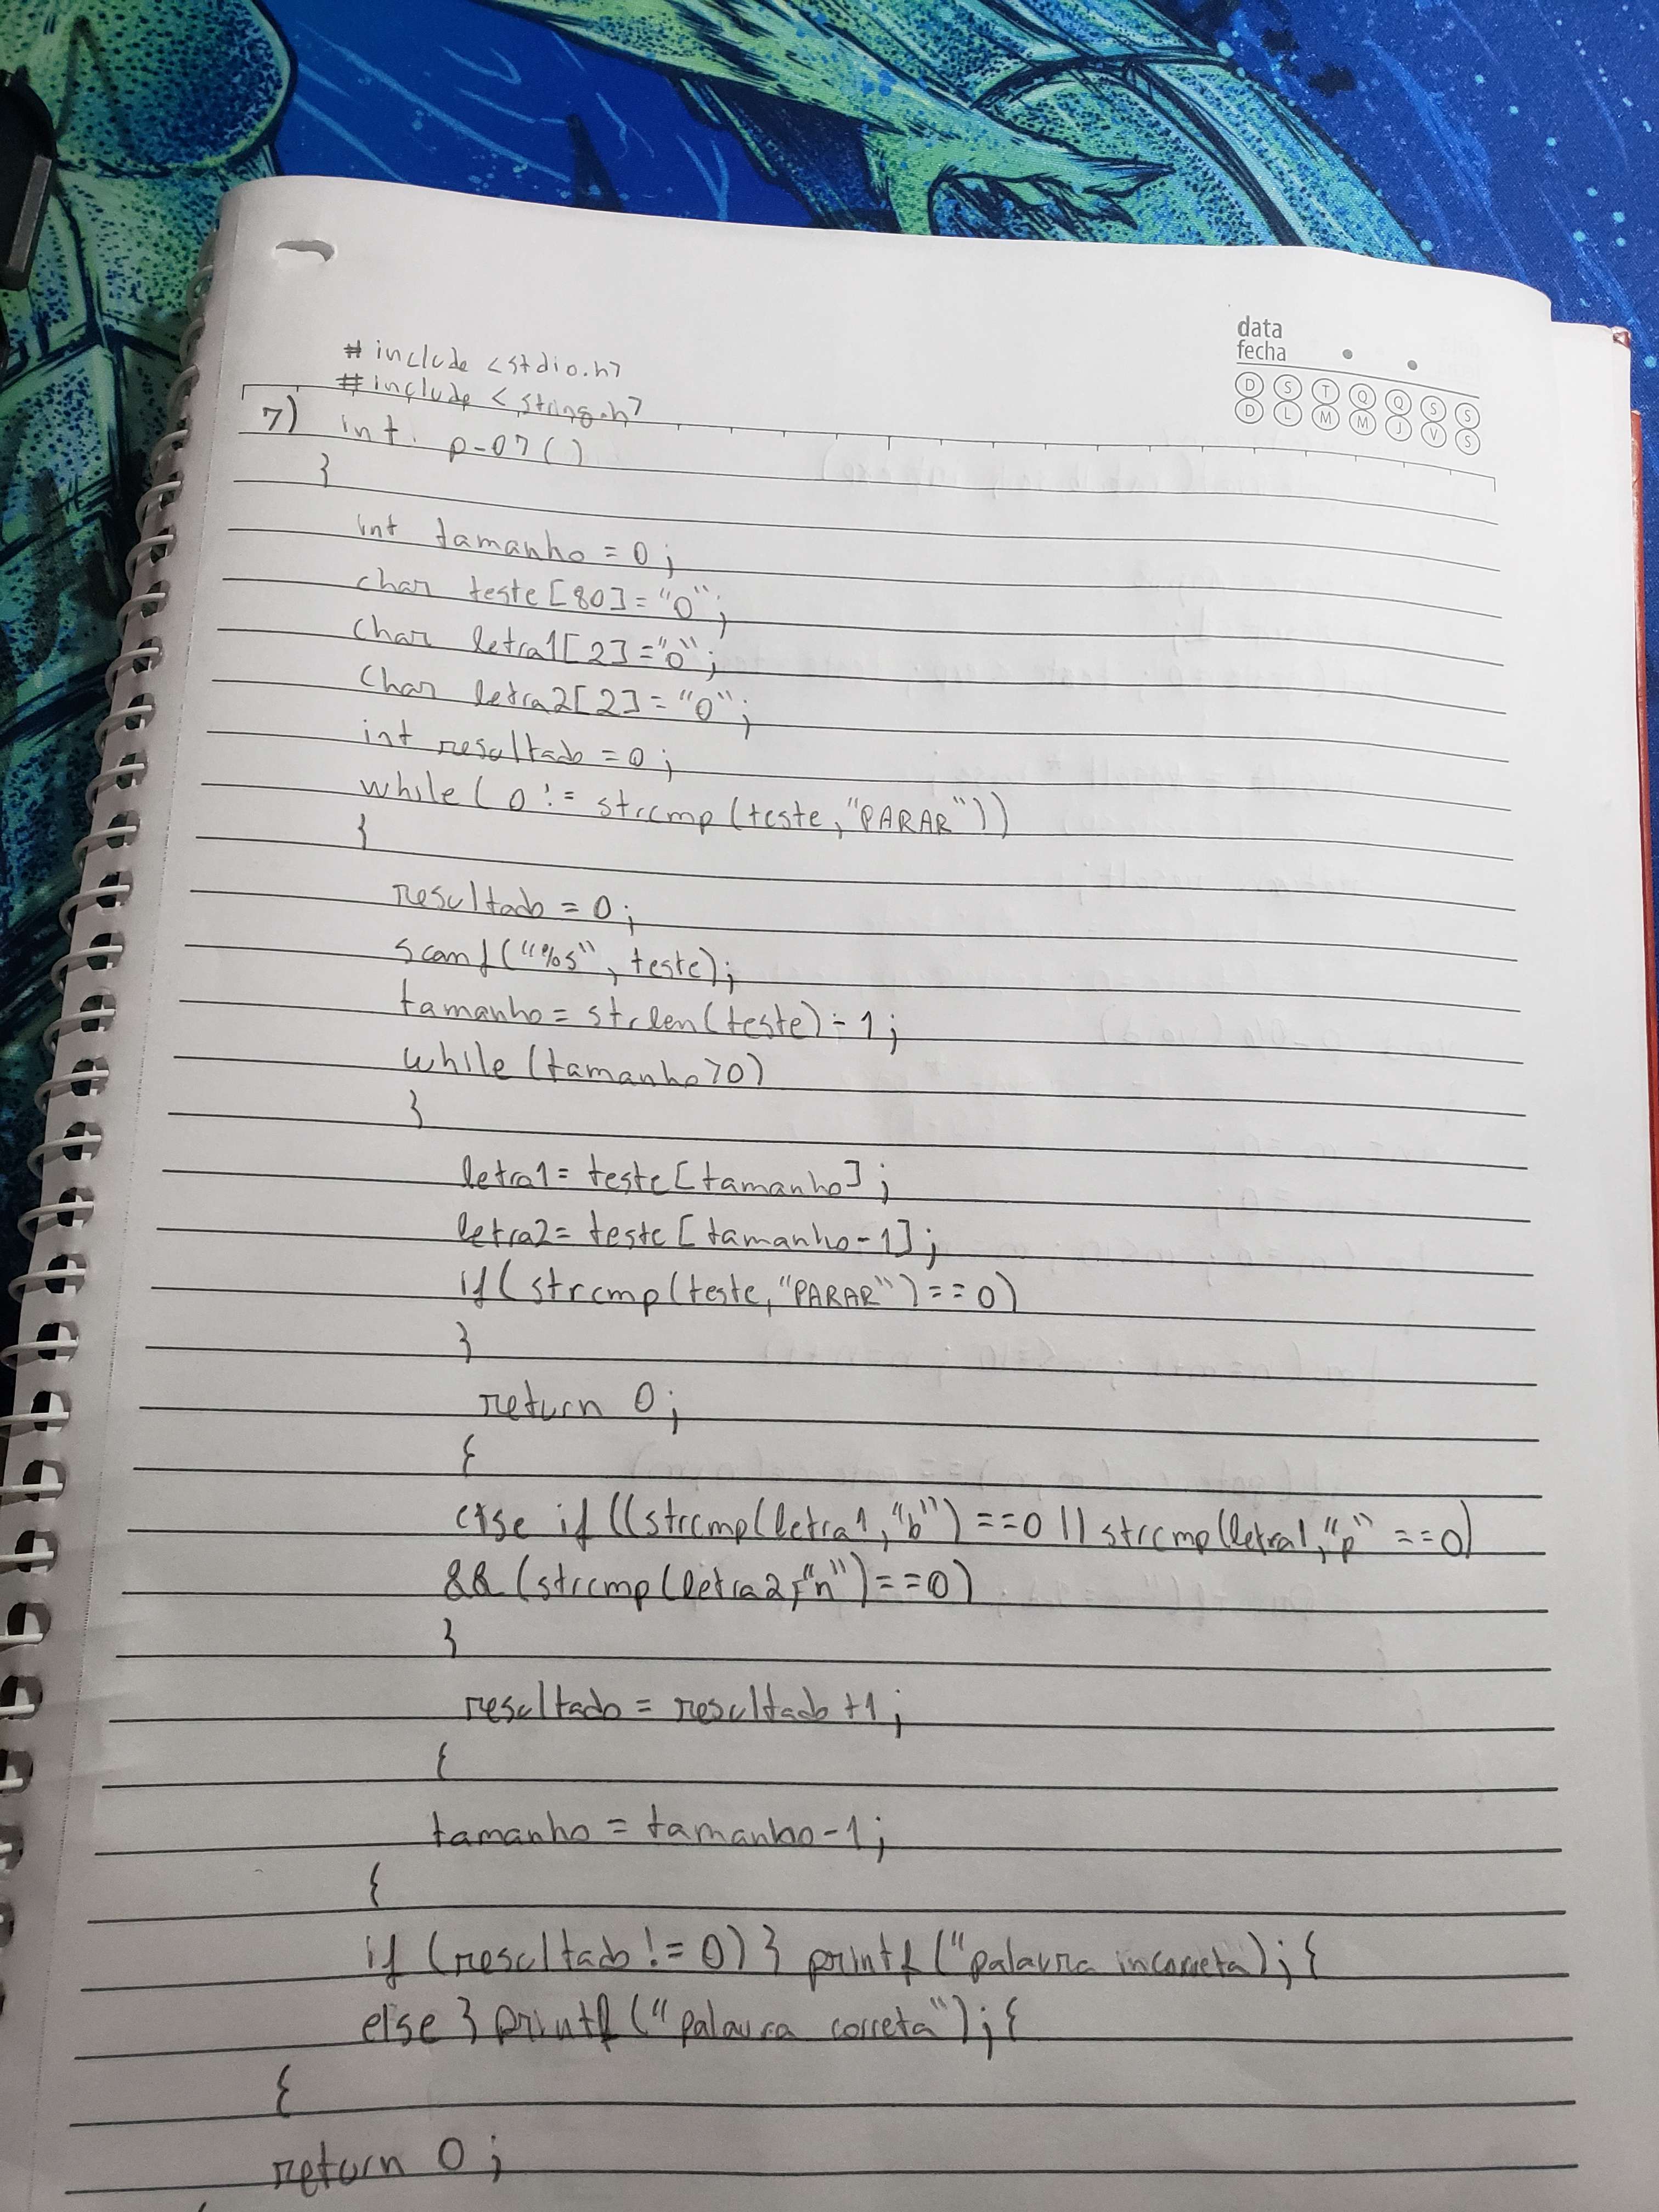 data
fecha
D S T Q Q S S
D L M M J V S
# include <stdio.h>
# include <string.h>
7) int p-07()
}
int tamanho = 0;
char teste[80]="0";
char letra1[2]="0";
char letra2[2]="0";
int resultado = 0;
while( 0 != strcmp(teste,"PARAR"))
}
resultado = 0;
scanf("%s", teste);
tamanho = strlen(teste)-1;
while (tamanho>0)
}
letra1= teste[tamanho];
letra2= teste[tamanho-1];
if(strcmp(teste,"PARAR")==0)
}
return 0;
{
else if((strcmp(letra1,"b")==0||strcmp(letra1,"p" ==0)
&&(strcmp(letra2,"n")==0)
}
resultado = resultado+1;
{
tamanho = tamanho-1;
{
if (resultado != 0) } printf("palavra incorreta); {
else } printf("palavra correta"); {
{
return 0;